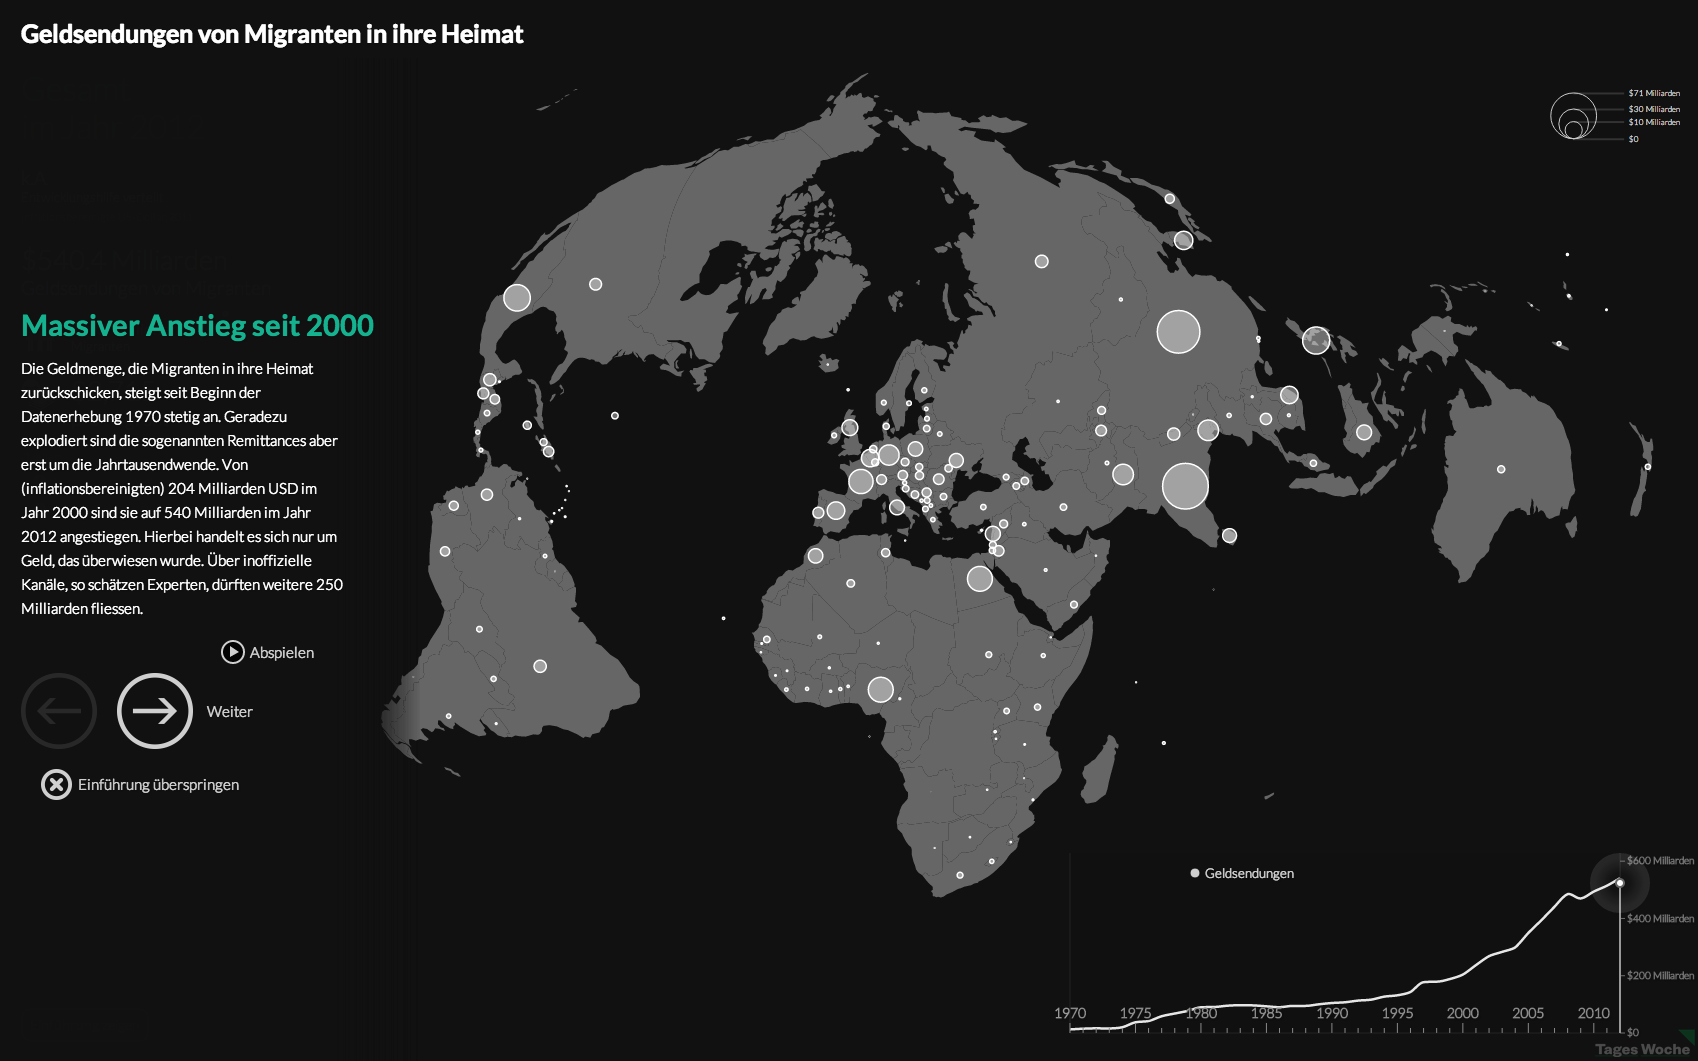 Geldsendungen von Migranten in ihre Heimat
$71 Milliarden
$30 Milliarden
$10 Milliarden
$0
Massiver Anstieg seit 2000
Die Geldmenge, die Migranten in ihre Heimat
zurückschicken, steigt seit Beginn der
Datenerhebung 1970 stetig an. Geradezu
explodiert sind die sogenannten Remittances aber
erst um die Jahrtausendwende. Von
(inflationsbereinigten) 204 Milliarden USD im
Jahr 2000 sind sie auf 540 Milliarden im Jahr
2012 angestiegen. Hierbei handelt es sich nur um
Geld, das überwiesen wurde. Über inoffizielle
Kanäle, so schätzen Experten, dürften weitere 250
Milliarden fliessen.
Abspielen
Weiter
Einführung überspringen
Geldsendungen
$600 Milliarden
$400 Milliarden
$200 Milliarden
$0
1970 1975 1980 1985 1990 1995 2000 2005 2010
Tages Woche